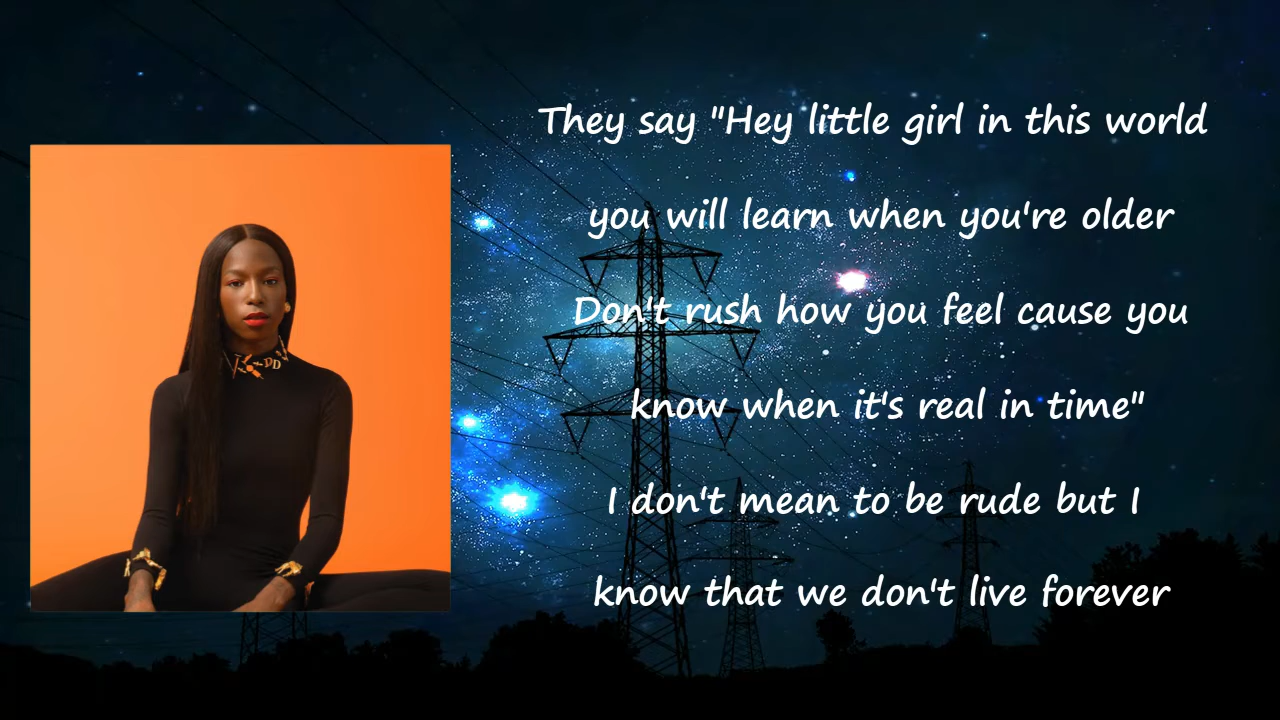 They say "Hey little girl in this world
you will learn when you're older
Don't rush how you feel cause you
know when it's real in time"
I don't mean to be rude but I
know that we don't live forever